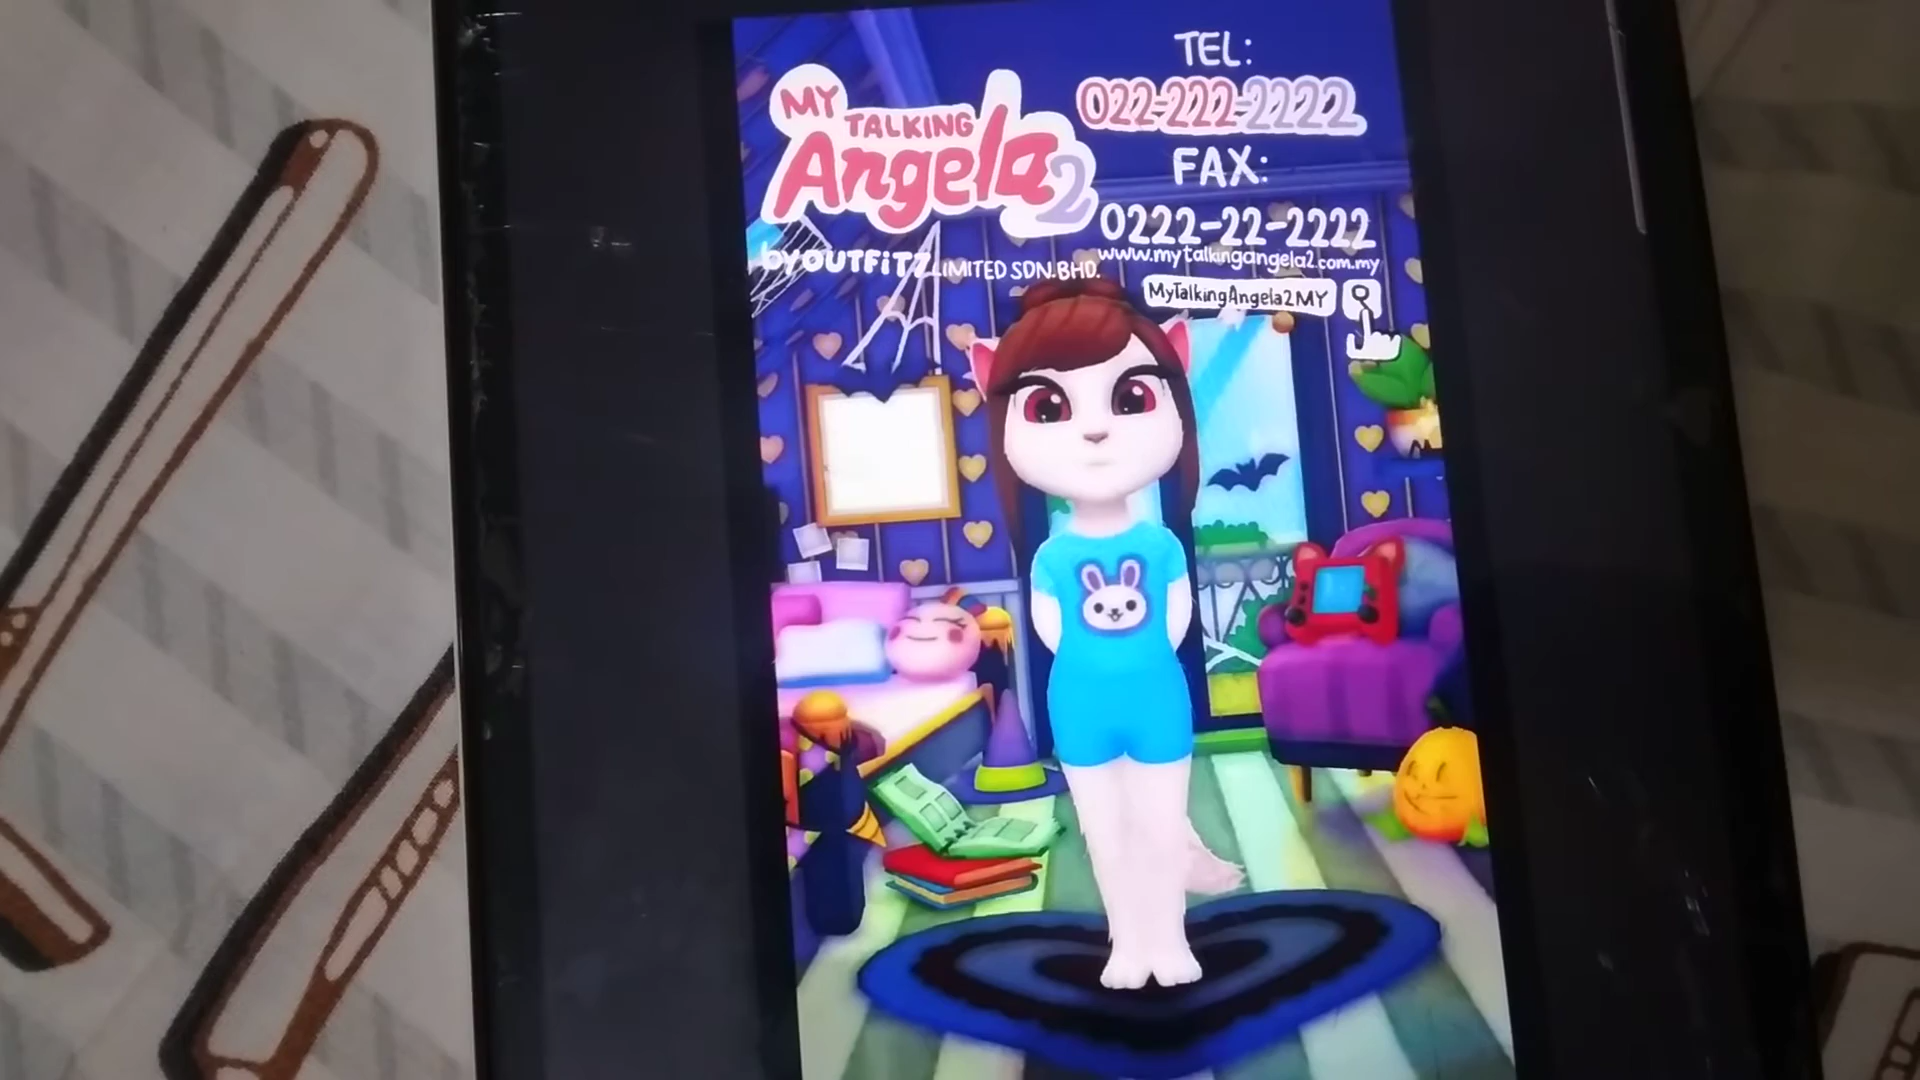 MY
TALKING
Angela 2
byOUTFiT7 LIMITED SDN.BHD.
TEL:
022-222-2222
FAX:
0222-22-2222
www.mytalkingangela2.com.my
MyTalkingAngela2MY